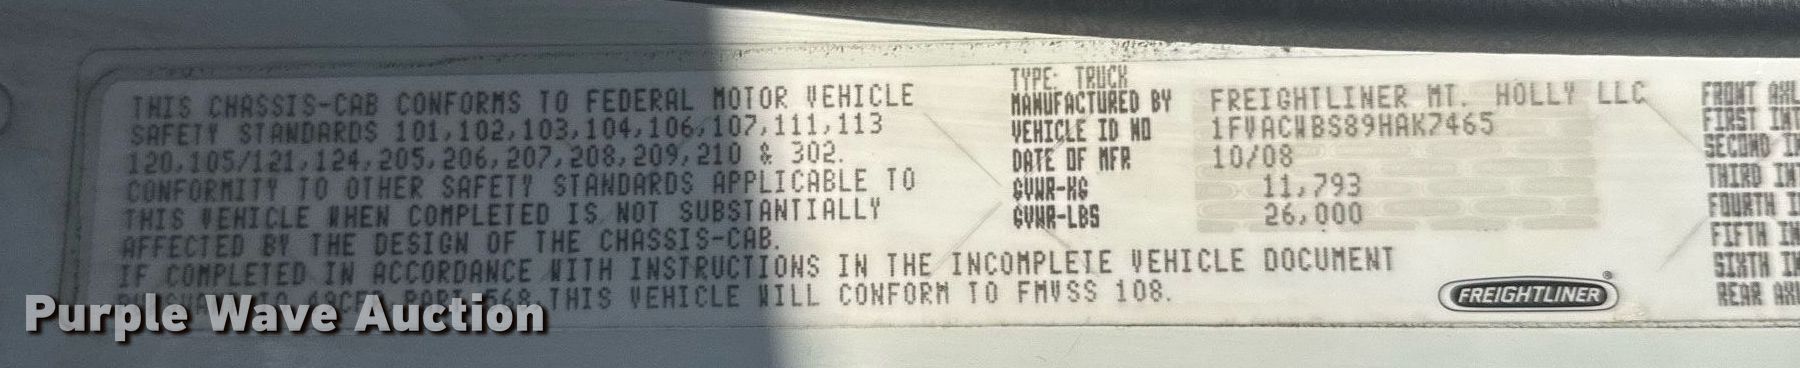 THIS CHASSIS-CAB CONFORMS TO FEDERAL MOTOR VEHICLE
SAFETY STANDARDS 101,102,103,104,106,107,111,113
120,105/121,124,205,206,207,208,209,210 & 302.
CONFORMITY TO OTHER SAFETY STANDARDS APPLICABLE TO
THIS VEHICLE WHEN COMPLETED IS NOT SUBSTANTIALLY
AFFECTED BY THE DESIGN OF THE CHASSIS-CAB.
IF COMPLETED IN ACCORDANCE WITH INSTRUCTIONS IN THE INCOMPLETE VEHICLE DOCUMENT
568 THIS VEHICLE WILL CONFORM TO FMVSS 108.
TYPE: TRUCK
MANUFACTURED BY FREIGHTLINER MT. HOLLY LLC
VEHICLE ID NO 1FVACWBS89HAK7465
DATE OF MFR 10/08
GVWR-KG 11,793
GVWR-LBS 26,000
FREIGHTLINER®
FRONT AXL
FIRST INT
SECOND I
THIRD INT
FOURTH I
FIFTH IN
SIXTH IN
REAR AXL
Purple Wave Auction